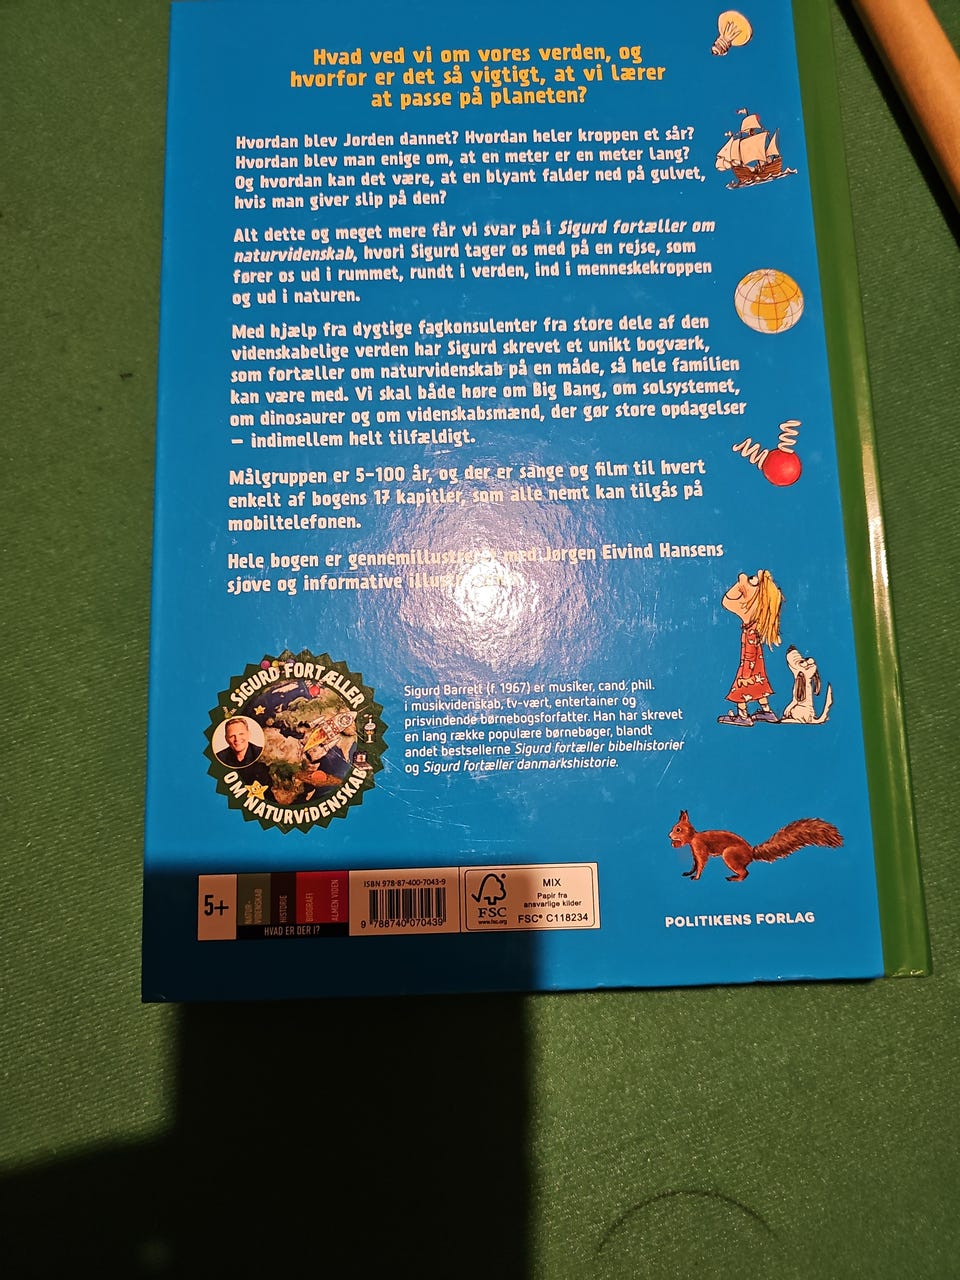 Hvad ved vi om vores verden, og
hvorfor er det så vigtigt, at vi lærer
at passe på planeten?
Hvordan blev Jorden dannet? Hvordan heler kroppen et sår?
Hvordan blev man enige om, at en meter er en meter lang?
Og hvordan kan det være, at en blyant falder ned på gulvet,
hvis man giver slip på den?
Alt dette og meget mere får vi svar på i Sigurd fortæller om
naturvidenskab, hvori Sigurd tager os med på en rejse, som
fører os ud i rummet, rundt i verden, ind i menneskekroppen
og ud i naturen.
Med hjælp fra dygtige fagkonsulenter fra store dele af den
videnskabelige verden har Sigurd skrevet et unikt bogværk,
som fortæller om naturvidenskab på en måde, så hele familien
kan være med. Vi skal både høre om Big Bang, om solsystemet,
om dinosaurer og om videnskabsmænd, der gør store opdagelser
– indimellem helt tilfældigt.
Målgruppen er 5-100 år, og der er sange og film til hvert
enkelt af bogens 17 kapitler, som alle nemt kan tilgås på
mobiltelefonen.
Hele bogen er gennemillustreret med Jørgen Eivind Hansens
sjove og informative
SIGURD FORTÆLLER
OM NATURVIDENSKAB
Sigurd Barrett (f. 1967) er musiker, cand. phil.
i musikvidenskab, tv-vært, entertainer og
prisvindende børnebogsforfatter. Han har skrevet
en lang række populære børnebøger, blandt
andet bestsellerne Sigurd fortæller bibelhistorier
og Sigurd fortæller danmarkshistorie.
5+
NATUR-
VIDENSKAB
HISTORIE
BIOGRAFI
ALMEN VIDEN
HVAD ER DER I?
ISBN 978-87-400-7043-9
9 788740 070439
FSC
www.fsc.org
MIX
Papir fra
ansvarlige kilder
FSC® C118234
POLITIKENS FORLAG